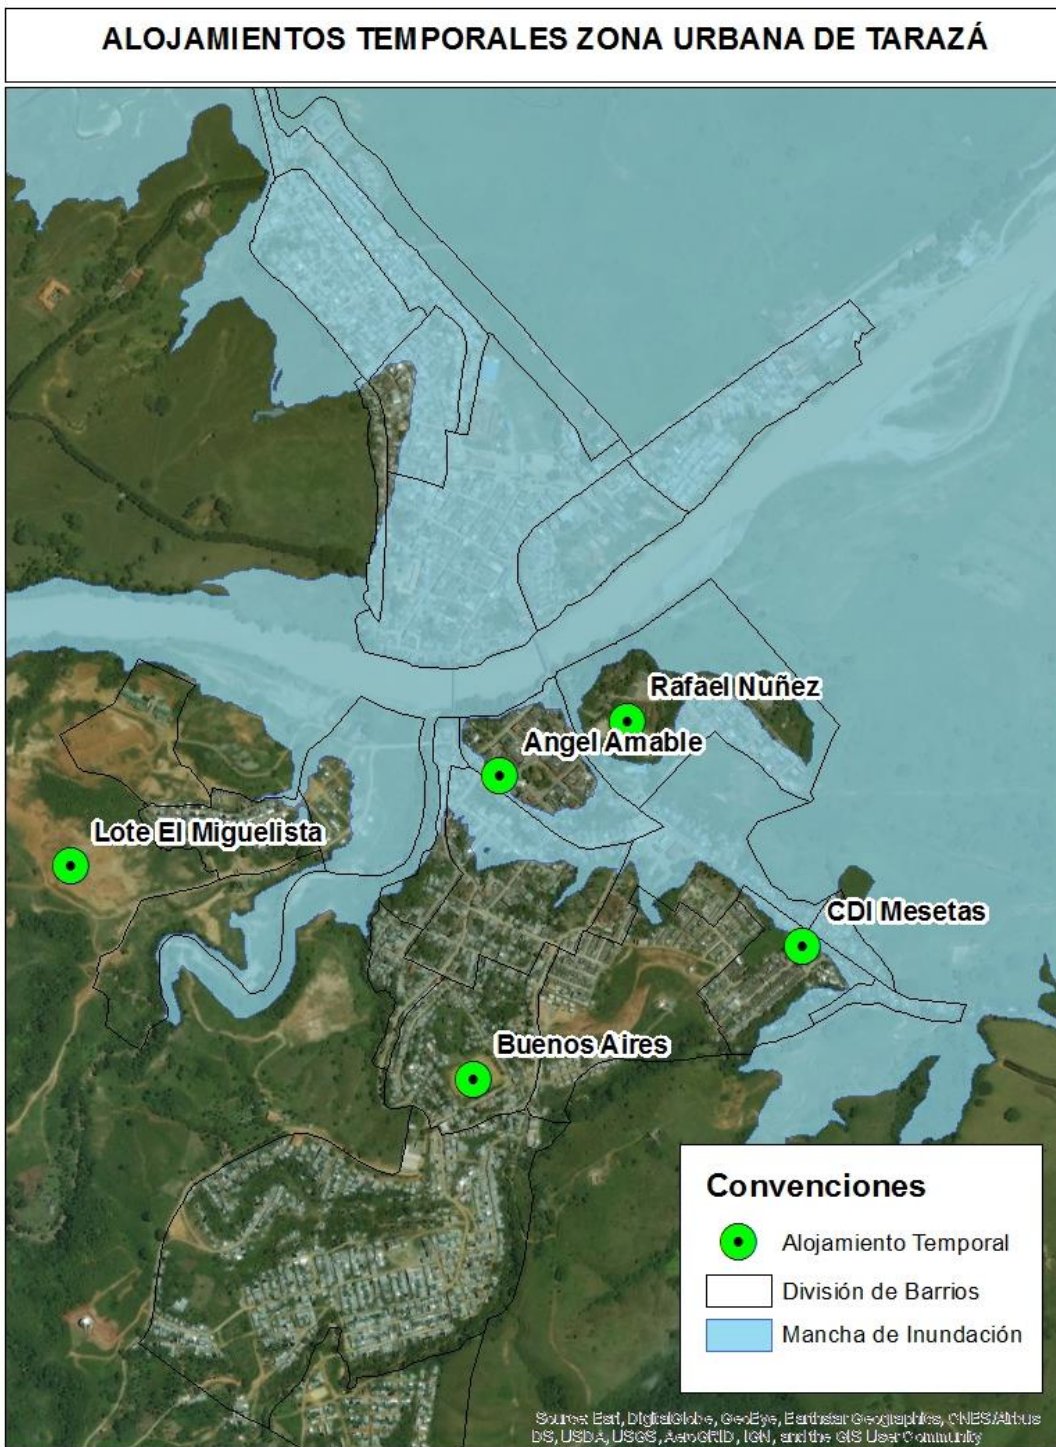 ALOJAMIENTOS TEMPORALES ZONA URBANA DE TARAZÁ
Rafael Nuñez
Angel Amable
Lote El Miguelista
CDI Mesetas
Buenos Aires
Convenciones
Alojamiento Temporal
División de Barrios
Mancha de Inundación
Source: Esri, DigitalGlobe, GeoEye, Earthstar Geographics, CNES/Airbus
DS, USDA, USGS, AeroGRID, IGN, and the GIS User Community